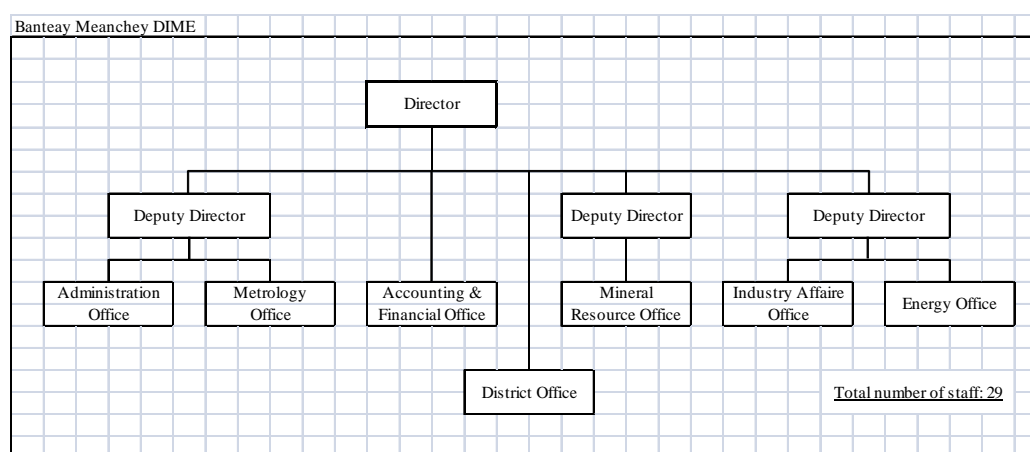 Banteay Meanchey DIME
Director
Deputy Director
Deputy Director
Deputy Director
Administration
Office
Metrology
Office
Accounting &
Financial Office
Mineral
Resource Office
Industry Affaire
Office
Energy Office
District Office
Total number of staff: 29